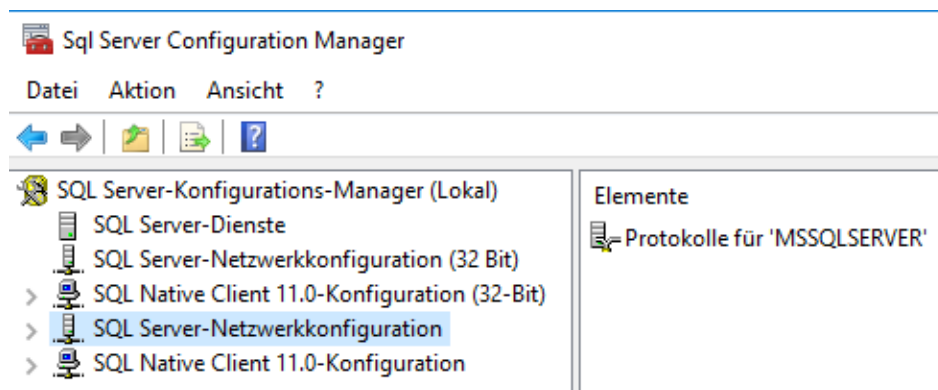 Sql Server Configuration Manager
Datei Aktion Ansicht ?
SQL Server-Konfigurations-Manager (Lokal)
SQL Server-Dienste
SQL Server-Netzwerkkonfiguration (32 Bit)
SQL Native Client 11.0-Konfiguration (32-Bit)
SQL Server-Netzwerkkonfiguration
SQL Native Client 11.0-Konfiguration
Elemente
Protokolle für 'MSSQLSERVER'